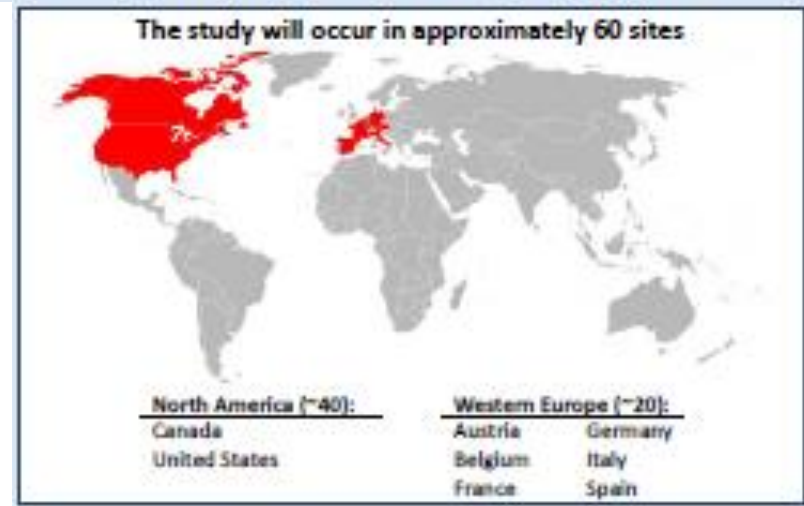 The study will occur in approximately 60 sites
North America (~40):
Canada
United States
Western Europe (~20):
Austria Germany
Belgium Italy
France Spain